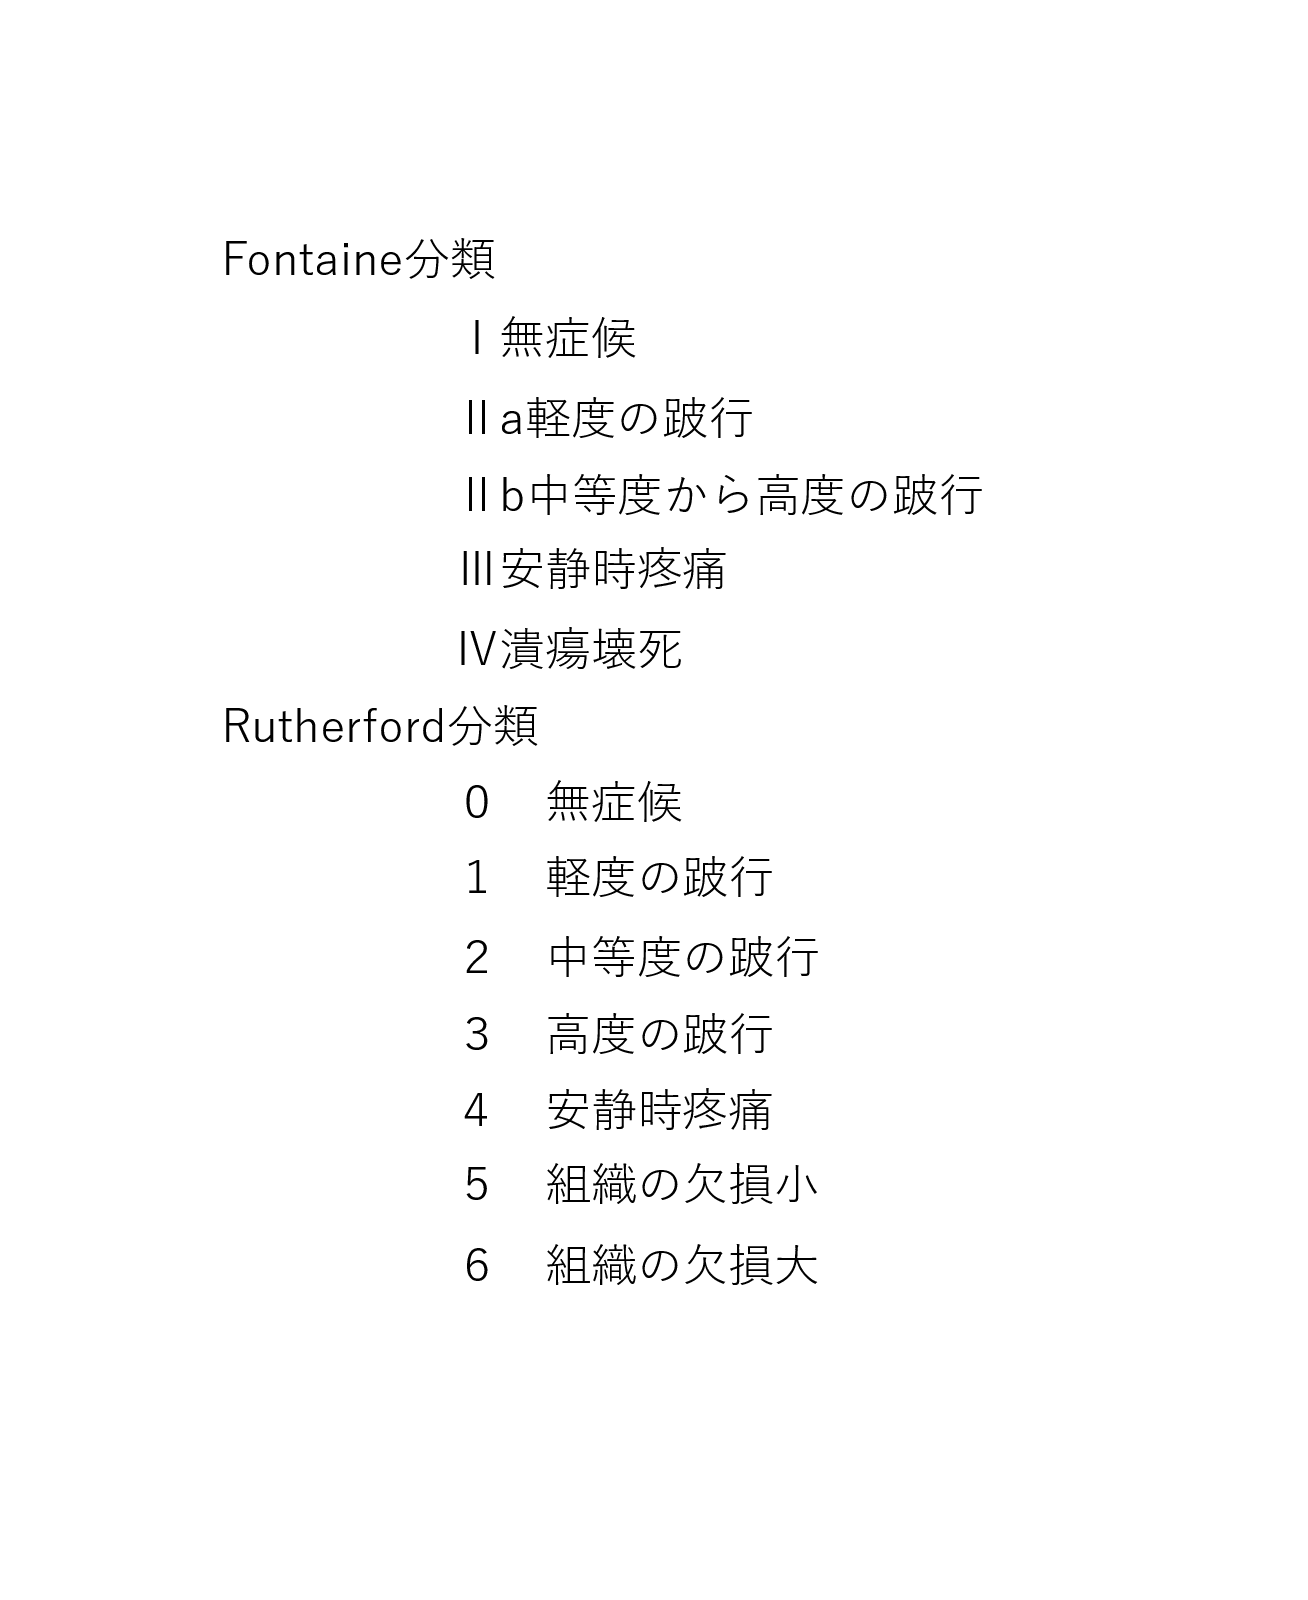 Fontaine分類
Ⅰ無症候
Ⅱa軽度の跛行
Ⅱb中等度から高度の跛行
Ⅲ安静時疼痛
Ⅳ潰瘍壊死
Rutherford分類
0　無症候
1　軽度の跛行
2　中等度の跛行
3　高度の跛行
4　安静時疼痛
5　組織の欠損小
6　組織の欠損大